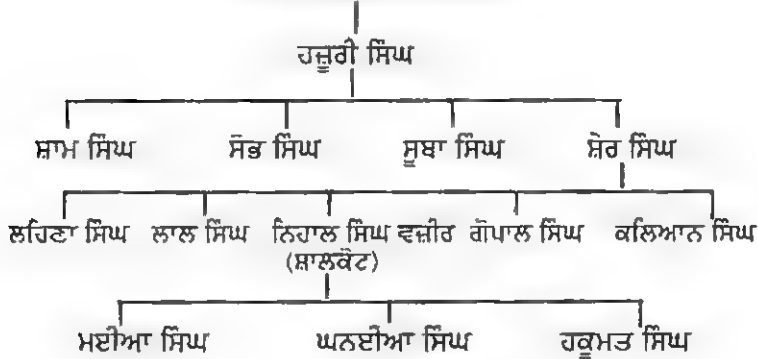 ਹਜ਼ੂਰੀ ਸਿੰਘ
ਸ਼ਾਮ ਸਿੰਘ ਸੋਭ ਸਿੰਘ ਸੂਬਾ ਸਿੰਘ ਸ਼ੇਰ ਸਿੰਘ
ਲਹਿਣਾ ਸਿੰਘ ਲਾਲ ਸਿੰਘ ਨਿਹਾਲ ਸਿੰਘ ਵਜ਼ੀਰ ਗੋਪਾਲ ਸਿੰਘ ਕਲਿਆਨ ਸਿੰਘ
(ਸ਼ਾਲਕੋਟ)
ਮਈਆ ਸਿੰਘ ਘਨਈਆ ਸਿੰਘ ਹਕੂਮਤ ਸਿੰਘ